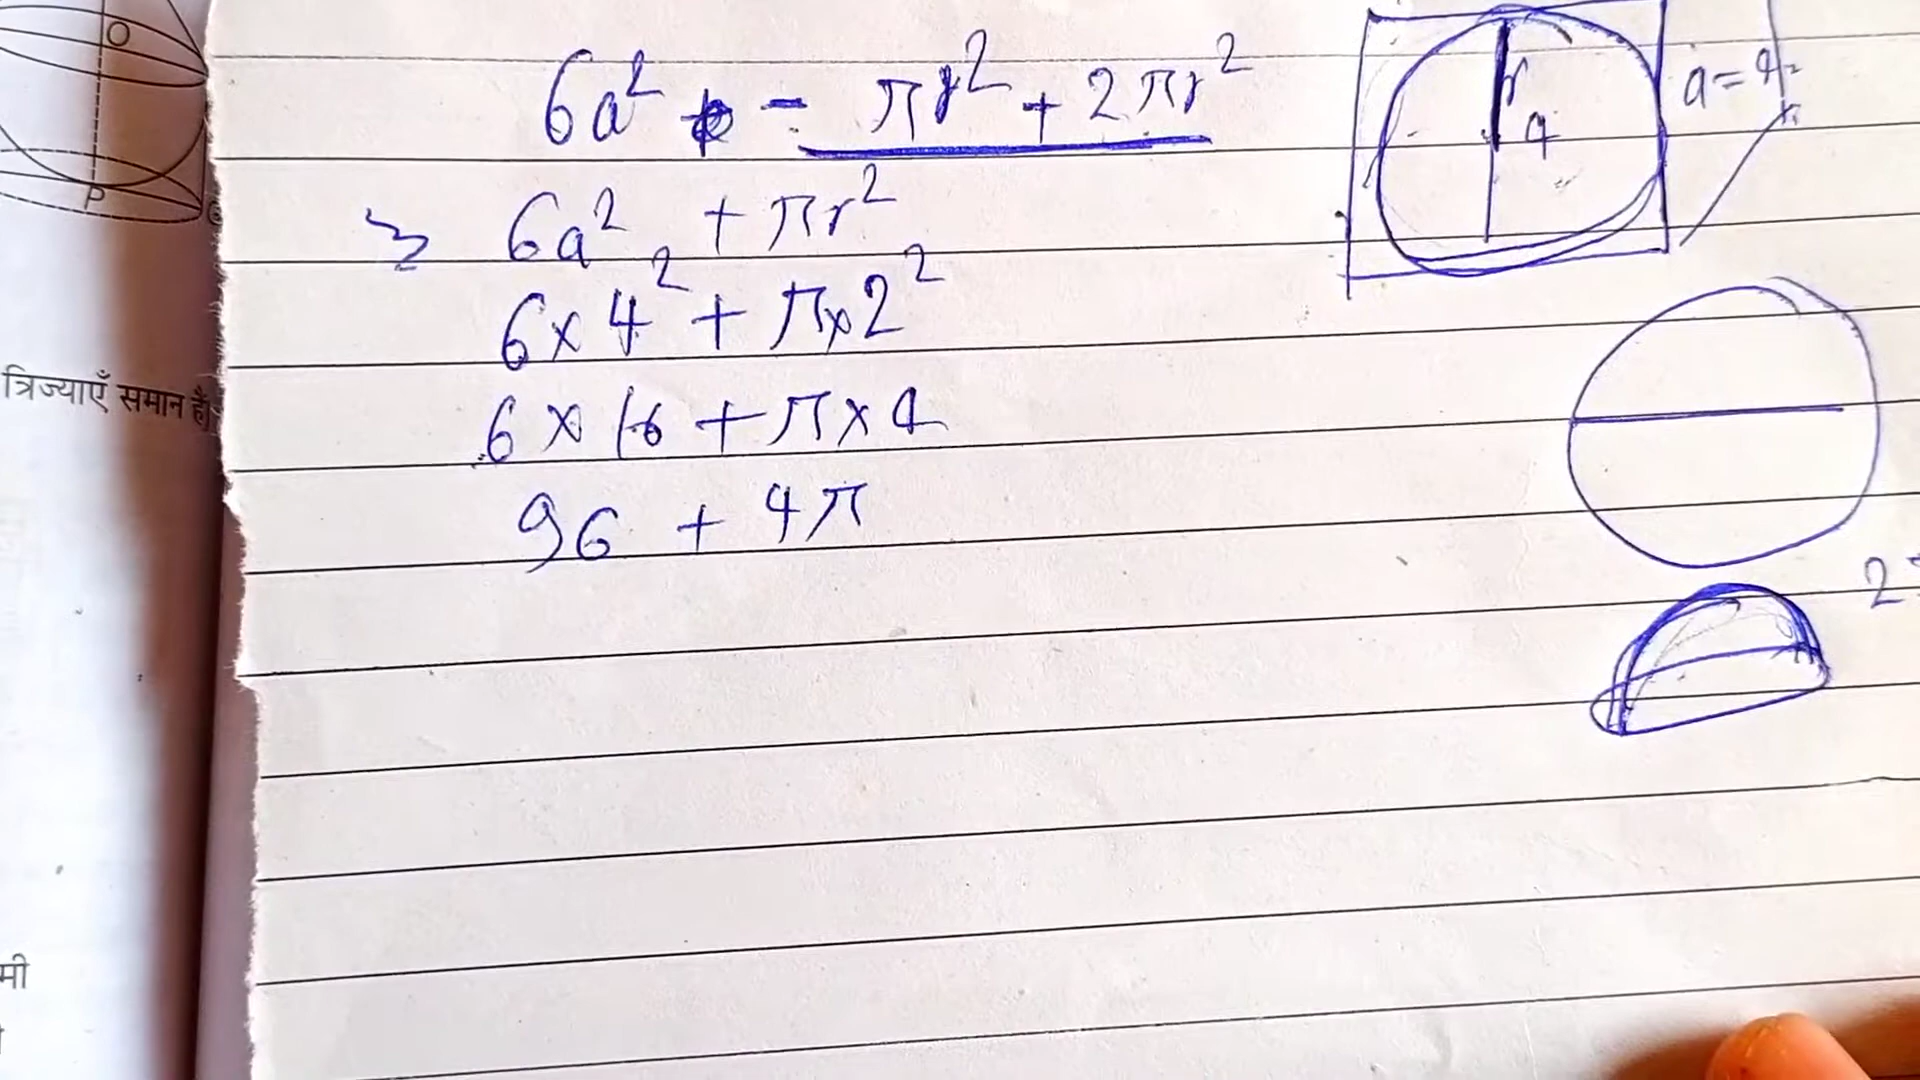 6a² - πr² + 2πr²
6a² + πr²
6 × 4² + π × 2²
6 × 16 + π × 4
96 + 4π
r
a
a = 4
2
O
P
त्रिज्याएँ समान हैं
मी